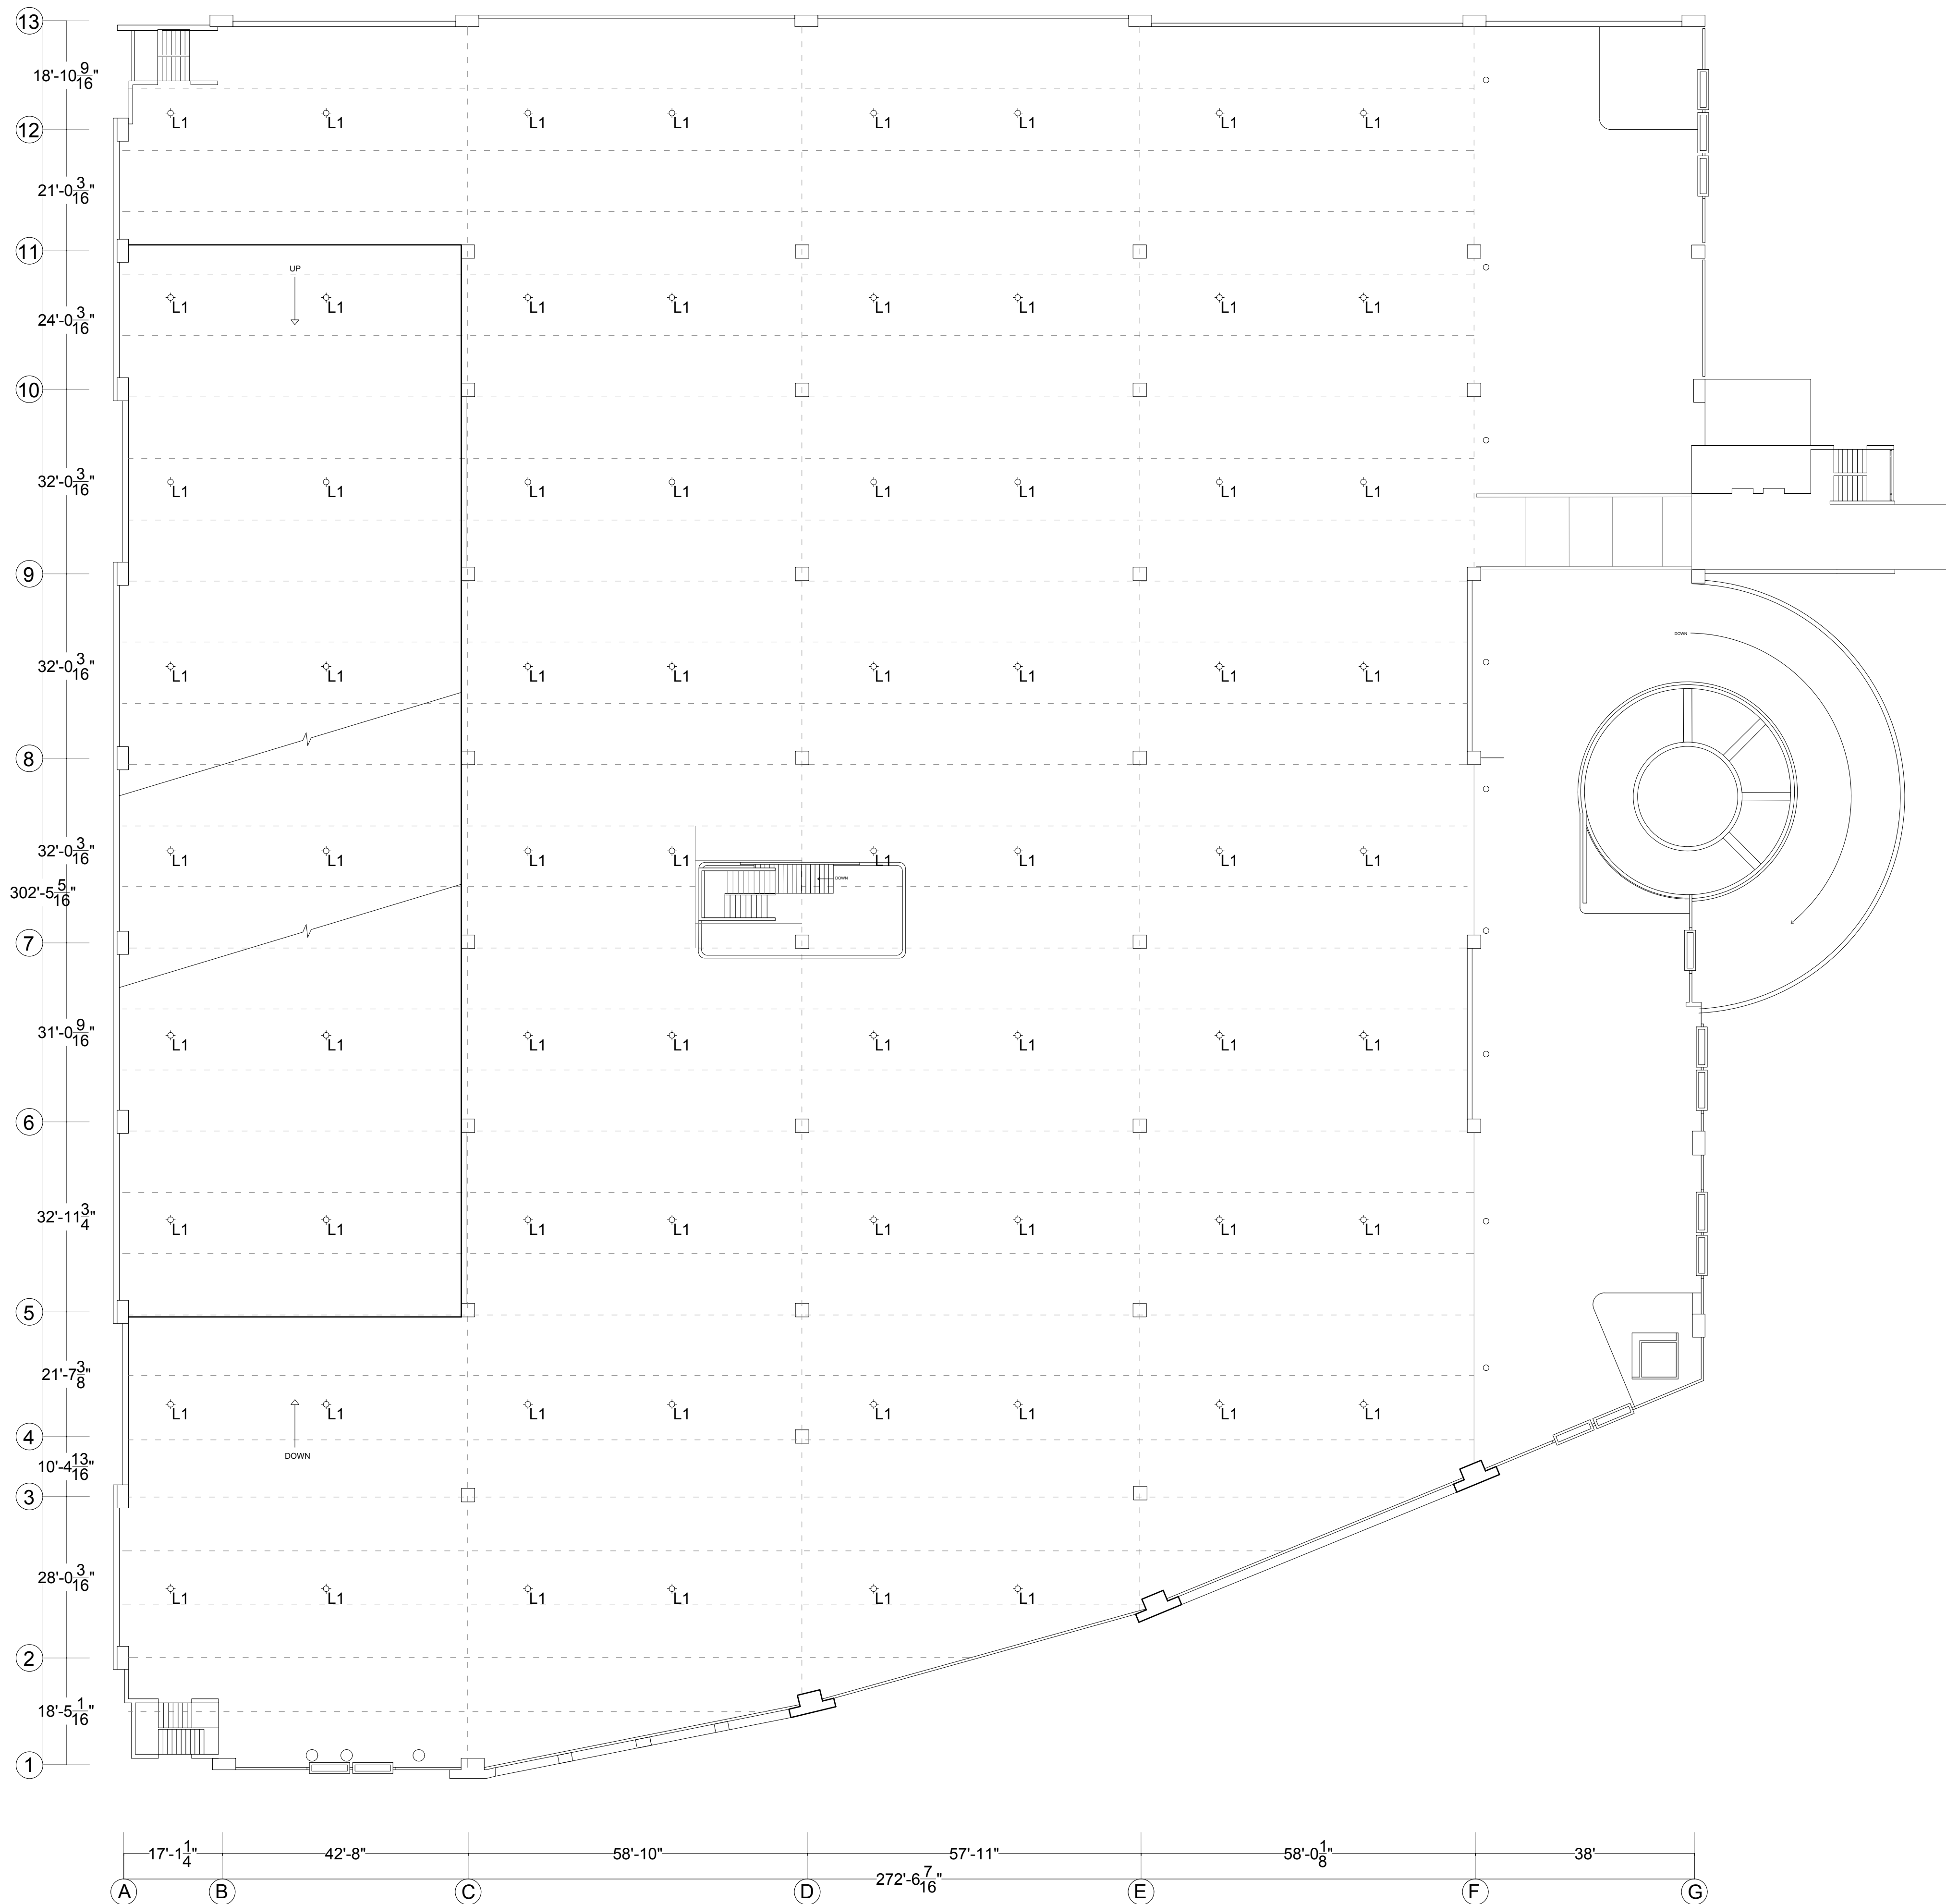 13
18'-10 9/16"
L1 L1 L1 L1 L1 L1 L1 L1
12
21'-0 3/16"
11
UP
L1 L1 L1 L1 L1 L1 L1 L1
24'-0 3/16"
10
32'-0 3/16"
L1 L1 L1 L1 L1 L1 L1 L1
9
DOWN
32'-0 3/16"
L1 L1 L1 L1 L1 L1 L1 L1
8
32'-0 3/16"
L1 L1 L1 L1 L1 L1 L1 L1
DOWN
302'-5 5/16"
7
31'-0 9/16"
L1 L1 L1 L1 L1 L1 L1 L1
6
32'-11 3/4"
L1 L1 L1 L1 L1 L1 L1 L1
5
21'-7 3/8"
L1 L1 L1 L1 L1 L1 L1 L1
4
DOWN
10'-4 13/16"
3
28'-0 3/16"
L1 L1 L1 L1 L1 L1
2
18'-5 1/16"
1
17'-1 1/4" 42'-8" 58'-10" 57'-11" 58'-0 1/8" 38'
272'-6 7/16"
A B C D E F G